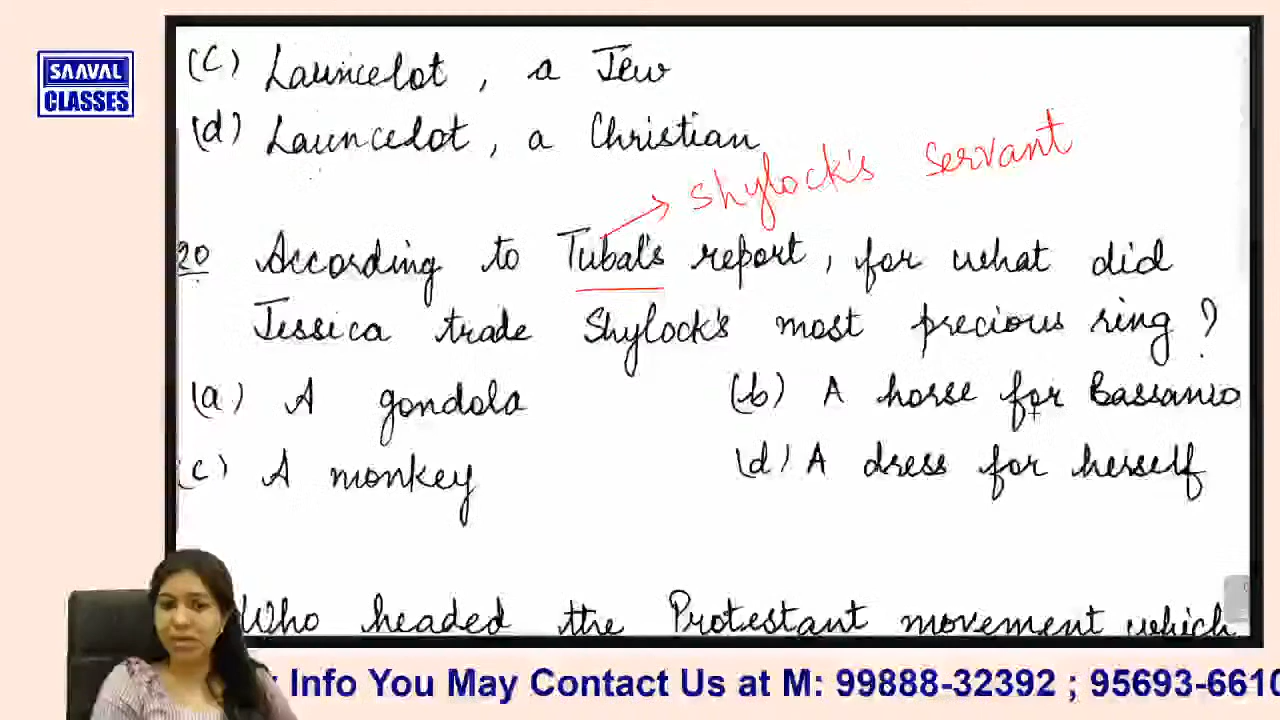 SAAVAL
CLASSES
(C) Launcelot, a Jew
(d) Launcelot, a Christian
Shylock's servant
20 According to Tubal's report, for what did
Jessica trade Shylock's most precious ring?
(a) A gondola (b) A horse for Bassanio
(c) A monkey (d) A dress for herself
Who headed the Protestant movement which
Info You May Contact Us at M: 99888-32392 ; 95693-6610